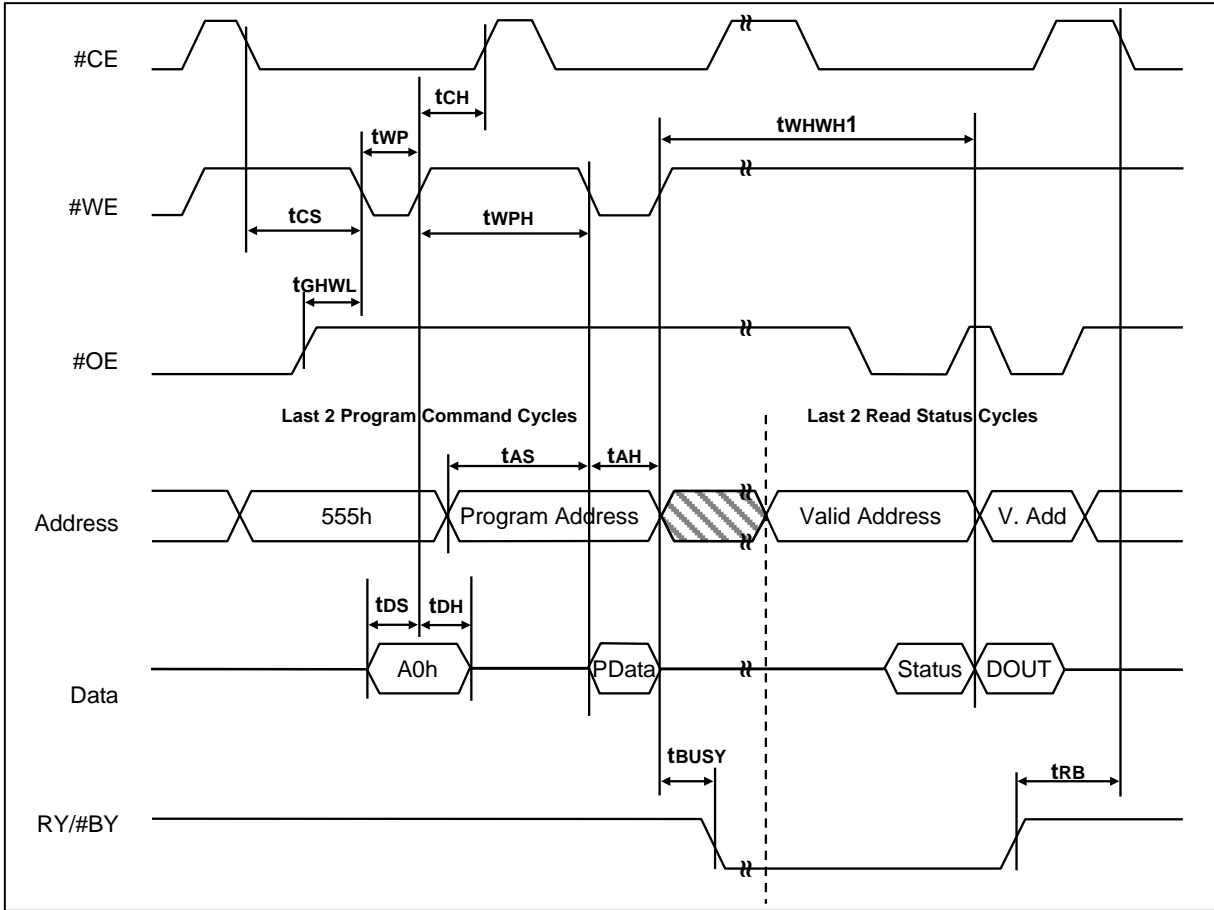 #CE
tCH
tWHWH1
tWP
#WE
tCS
tWPH
tGHWL
#OE
Last 2 Program Command Cycles
Last 2 Read Status Cycles
tAS
tAH
Address
555h
Program Address
Valid Address
V. Add
tDS
tDH
Data
A0h
PData
Status
DOUT
tBUSY
tRB
RY/#BY